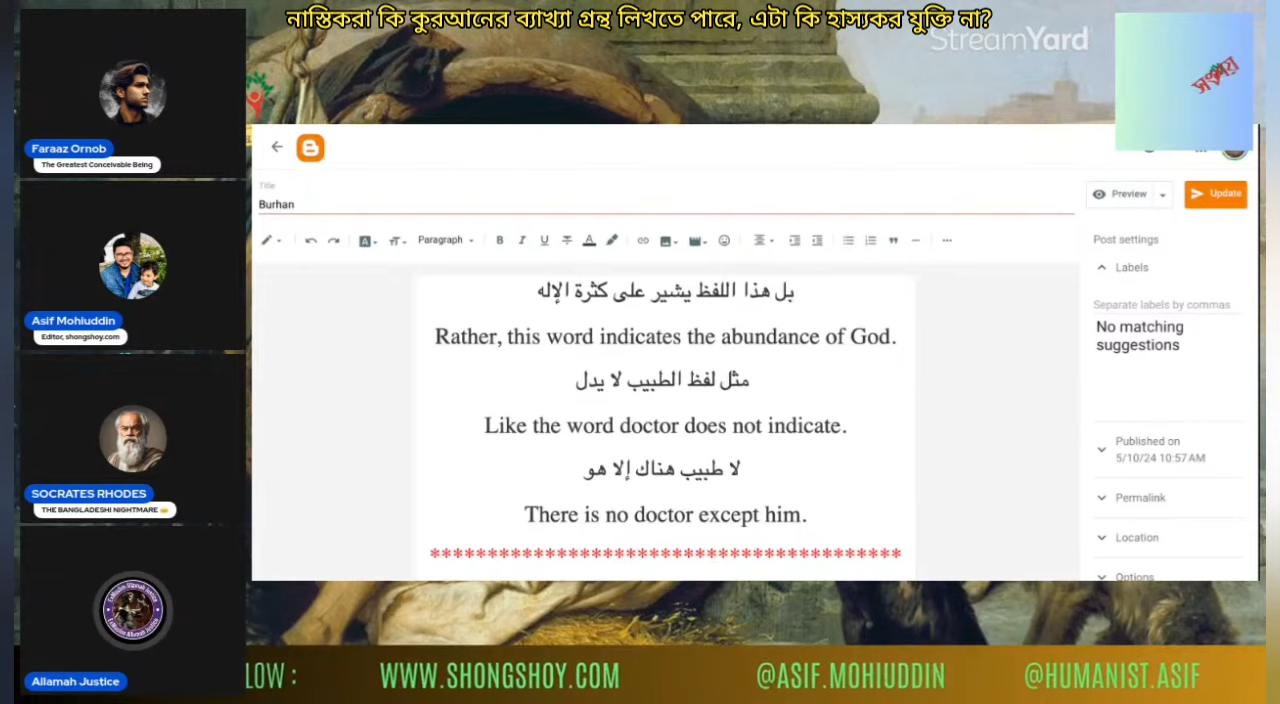 নাস্তিকরা কি কুরআনের ব্যাখ্যা গ্রন্থ লিখতে পারে, এটা কি হাস্যকর যুক্তি না?
StreamYard
সংশয়
Faraaz Ornob
The Greatest Conceivable Being
Asif Mohiuddin
Editor, shongshoy.com
SOCRATES RHODES
THE BANGLADESHI NIGHTMARE
Allamah Justice
Title
Burhan
Preview
Update
Paragraph
B I U T A
بل هذا اللفظ يشير على كثرة الإله
Rather, this word indicates the abundance of God.
مثل لفظ الطبيب لا يدل
Like the word doctor does not indicate.
لا طبيب هناك إلا هو
There is no doctor except him.
****************************************
Post settings
Labels
Separate labels by commas
No matching
suggestions
Published on
5/10/24 10:57 AM
Permalink
Location
Options
LOW : WWW.SHONGSHOY.COM @ASIF.MOHIUDDIN @HUMANIST.ASIF